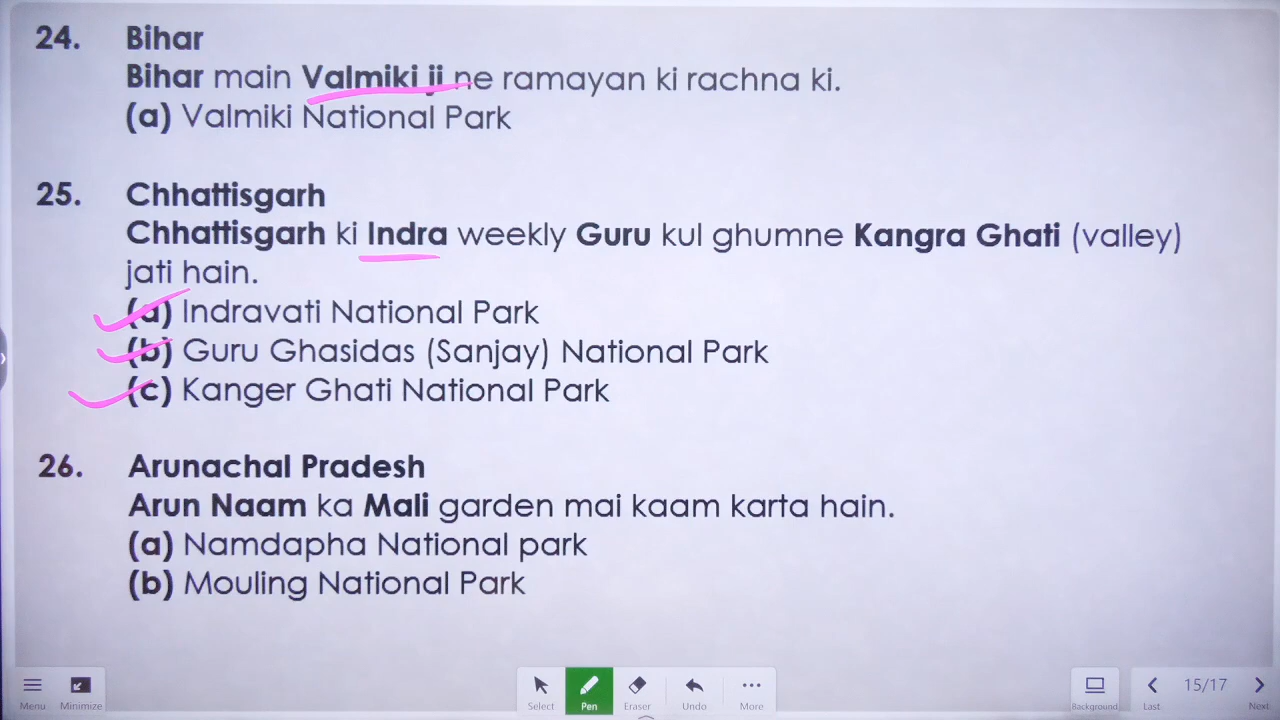 24. Bihar
Bihar main Valmiki ji ne ramayan ki rachna ki.
(a) Valmiki National Park
25. Chhattisgarh
Chhattisgarh ki Indra weekly Guru kul ghumne Kangra Ghati (valley)
jati hain.
(a) Indravati National Park
(b) Guru Ghasidas (Sanjay) National Park
(c) Kanger Ghati National Park
26. Arunachal Pradesh
Arun Naam ka Mali garden mai kaam karta hain.
(a) Namdapha National park
(b) Mouling National Park
Menu Minimize Select Pen Eraser Undo More Background Last 15/17 Next